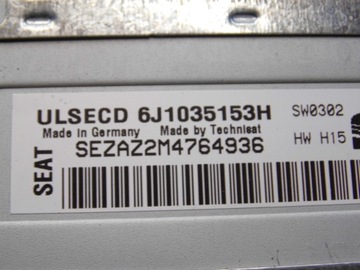 ULSECD 6J1035153H SW0302
Made in Germany Made by Technisat
SEZAZ2M4764936 HW H15
SEAT